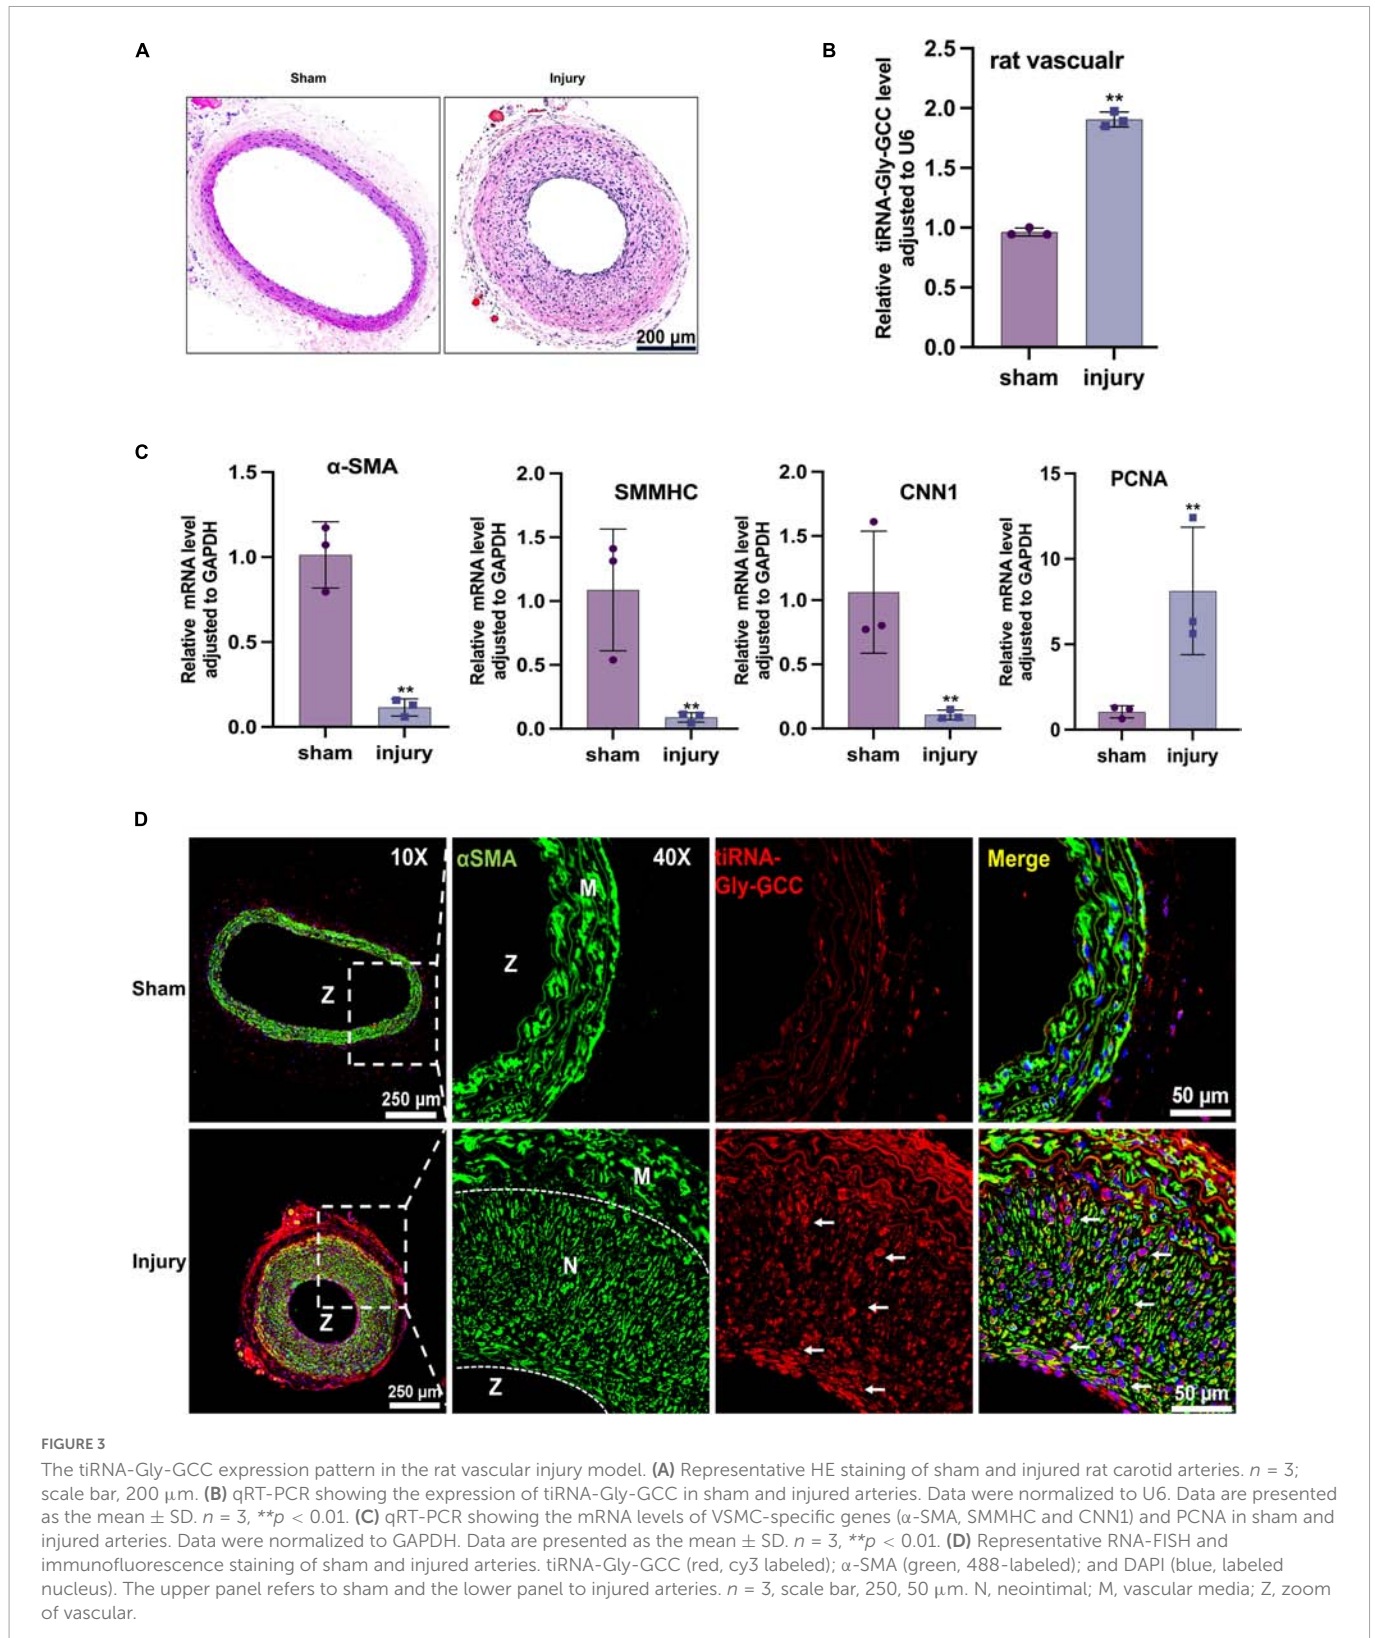 A
Sham
Injury
200 μm
B
rat vascualr
Relative tiRNA-Gly-GCC level
adjusted to U6
2.5
2.0
1.5
1.0
0.5
0.0
**
sham
injury
C
α-SMA
Relative mRNA level
adjusted to GAPDH
1.5
1.0
0.5
0.0
**
sham
injury
SMMHC
Relative mRNA level
adjusted to GAPDH
2.0
1.5
1.0
0.5
0.0
**
sham
injury
CNN1
Relative mRNA level
adjusted to GAPDH
2.0
1.5
1.0
0.5
0.0
**
sham
injury
PCNA
Relative mRNA level
adjusted to GAPDH
15
10
5
0
**
sham
injury
D
Sham
10X
Z
250 μm
αSMA
40X
M
Z
tiRNA-
Gly-GCC
Merge
50 μm
Injury
Z
250 μm
M
N
Z
50 μm
FIGURE 3
The tiRNA-Gly-GCC expression pattern in the rat vascular injury model. (A) Representative HE staining of sham and injured rat carotid arteries. n = 3;
scale bar, 200 μm. (B) qRT-PCR showing the expression of tiRNA-Gly-GCC in sham and injured arteries. Data were normalized to U6. Data are presented
as the mean ± SD. n = 3, **p < 0.01. (C) qRT-PCR showing the mRNA levels of VSMC-specific genes (α-SMA, SMMHC and CNN1) and PCNA in sham and
injured arteries. Data were normalized to GAPDH. Data are presented as the mean ± SD. n = 3, **p < 0.01. (D) Representative RNA-FISH and
immunofluorescence staining of sham and injured arteries. tiRNA-Gly-GCC (red, cy3 labeled); α-SMA (green, 488-labeled); and DAPI (blue, labeled
nucleus). The upper panel refers to sham and the lower panel to injured arteries. n = 3, scale bar, 250, 50 μm. N, neointimal; M, vascular media; Z, zoom
of vascular.